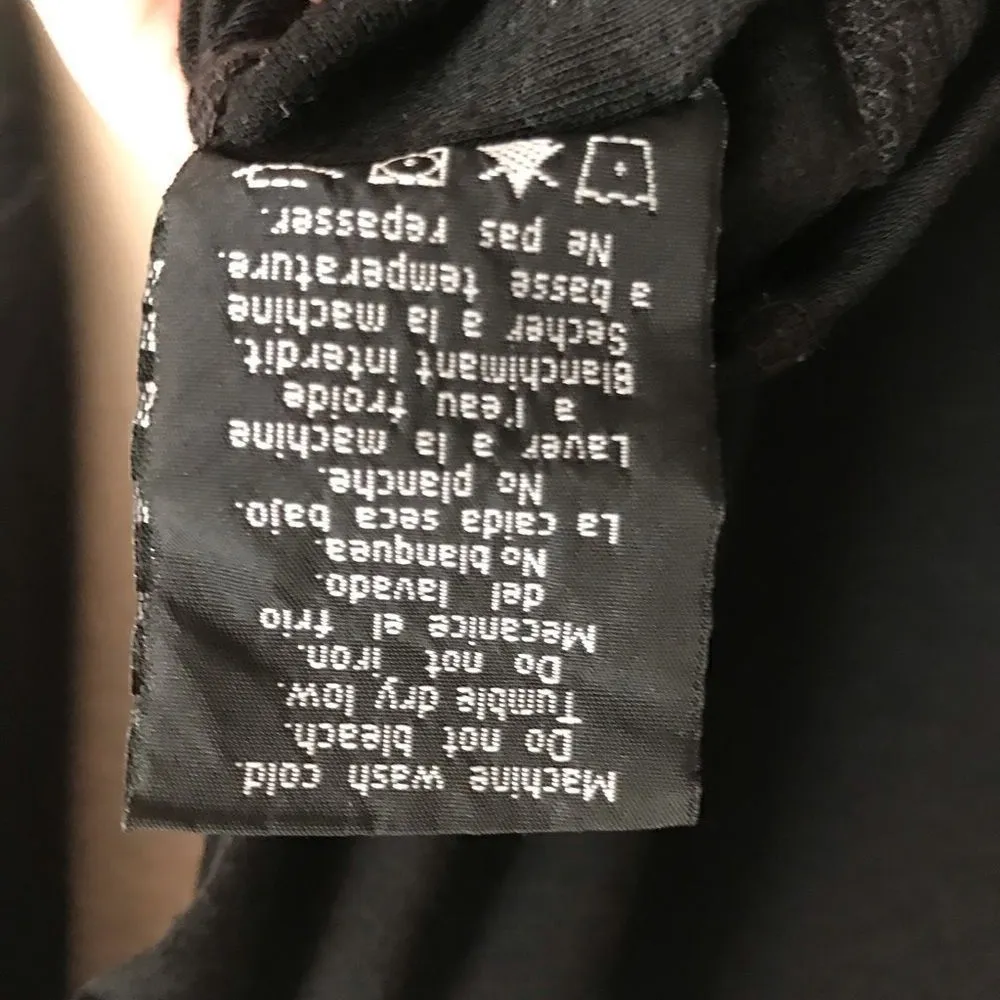 Machine wash cold.
Do not bleach.
Tumble dry low.
Do not iron.
Mecanice el frio
del lavado.
No blanquea.
La caida seca bajo.
No planche.
Laver a la machine
a l'eau froide
Blanchimant interdit.
Secher a la machine
a basse temperature.
Ne pas repasser.